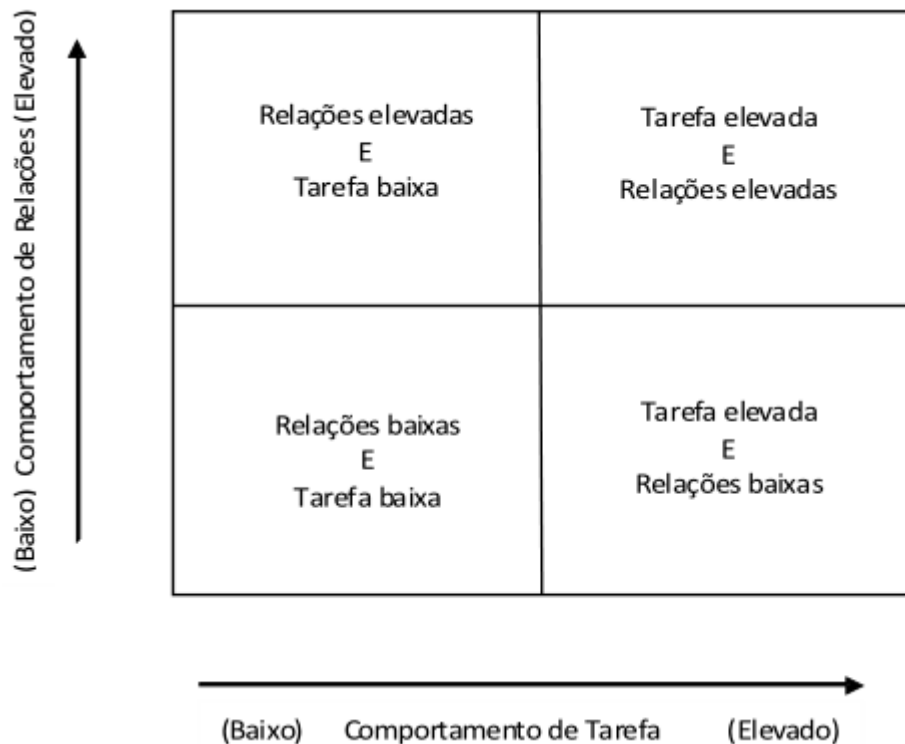 (Baixo) Comportamento de Relações (Elevado)
Relações elevadas
E
Tarefa baixa
Tarefa elevada
E
Relações elevadas
Relações baixas
E
Tarefa baixa
Tarefa elevada
E
Relações baixas
(Baixo) Comportamento de Tarefa (Elevado)